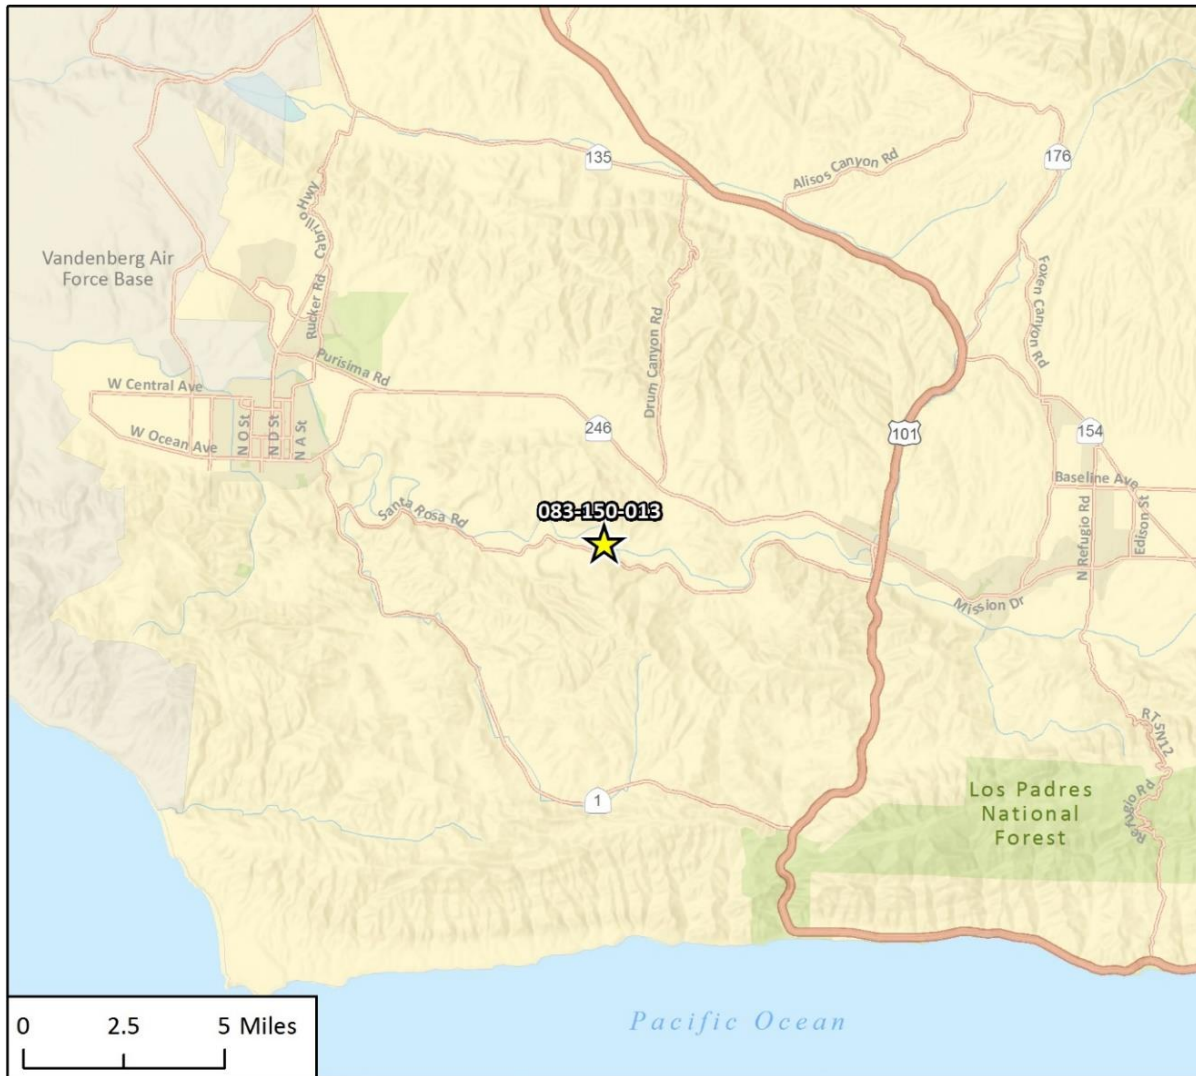 135
176
Alisos Canyon Rd
Cabrillo Hwy
Vandenberg Air
Force Base
Rucker Rd
Foxen Canyon Rd
Drum Canyon Rd
Purisima Rd
W Central Ave
N O St
N D St
N A St
W Ocean Ave
246
101
154
Baseline Ave
Santa Rosa Rd
083-150-013
N Refugio Rd
Edison St
Mission Dr
RT5N12
Los Padres
National
Forest
Refugio Rd
1
0 2.5 5 Miles
Pacific Ocean